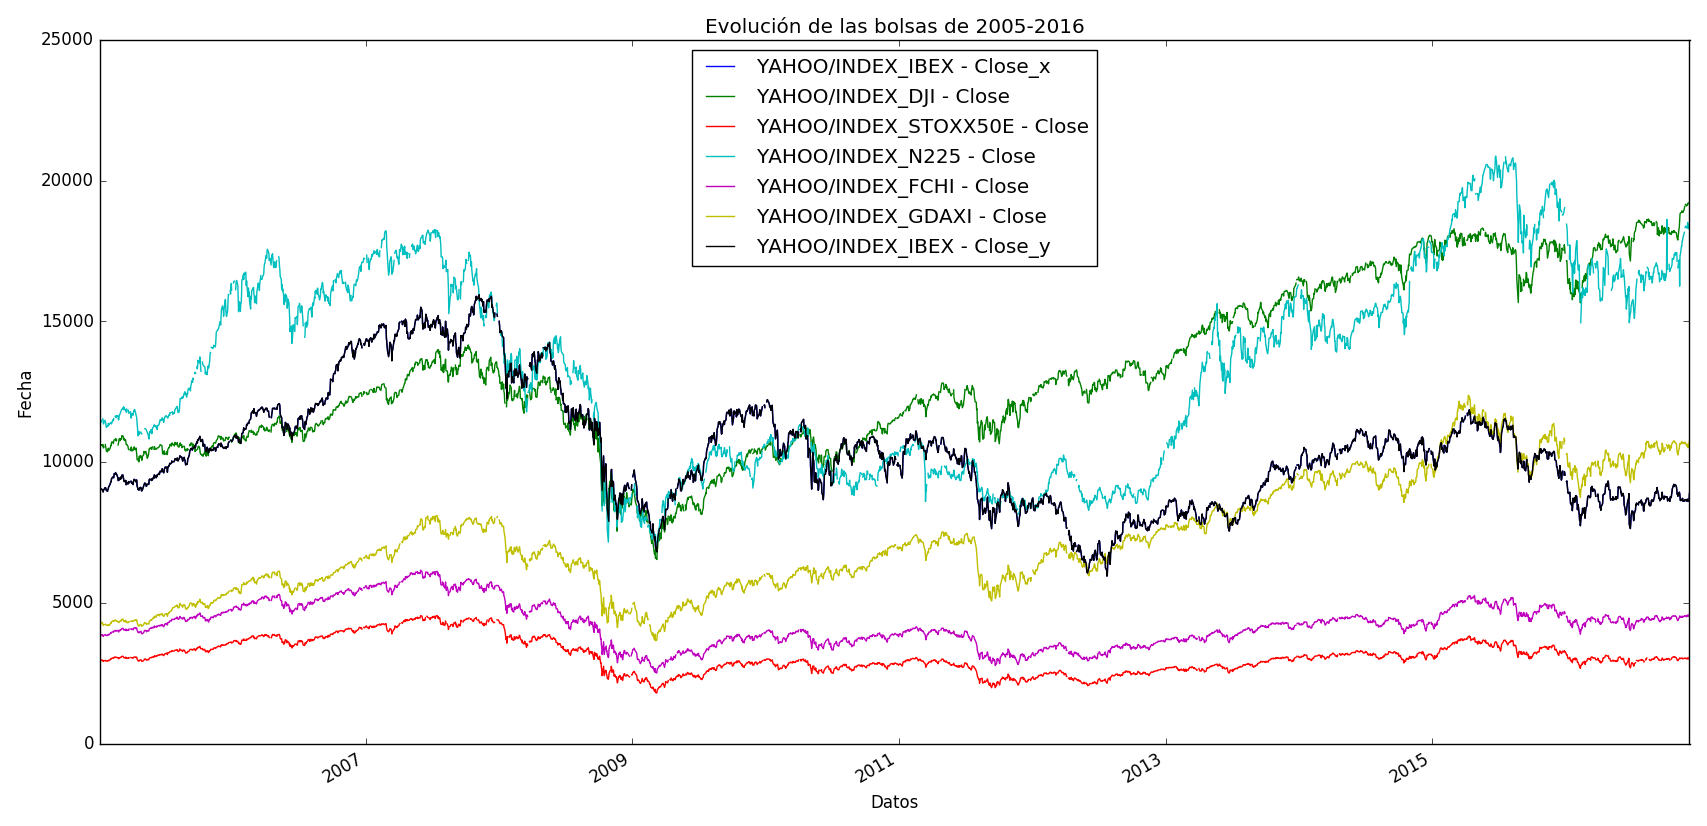 Evolución de las bolsas de 2005-2016
25000
20000
15000
10000
5000
0
Fecha
YAHOO/INDEX_IBEX - Close_x
YAHOO/INDEX_DJI - Close
YAHOO/INDEX_STOXX50E - Close
YAHOO/INDEX_N225 - Close
YAHOO/INDEX_FCHI - Close
YAHOO/INDEX_GDAXI - Close
YAHOO/INDEX_IBEX - Close_y
2007
2009
2011
2013
2015
Datos